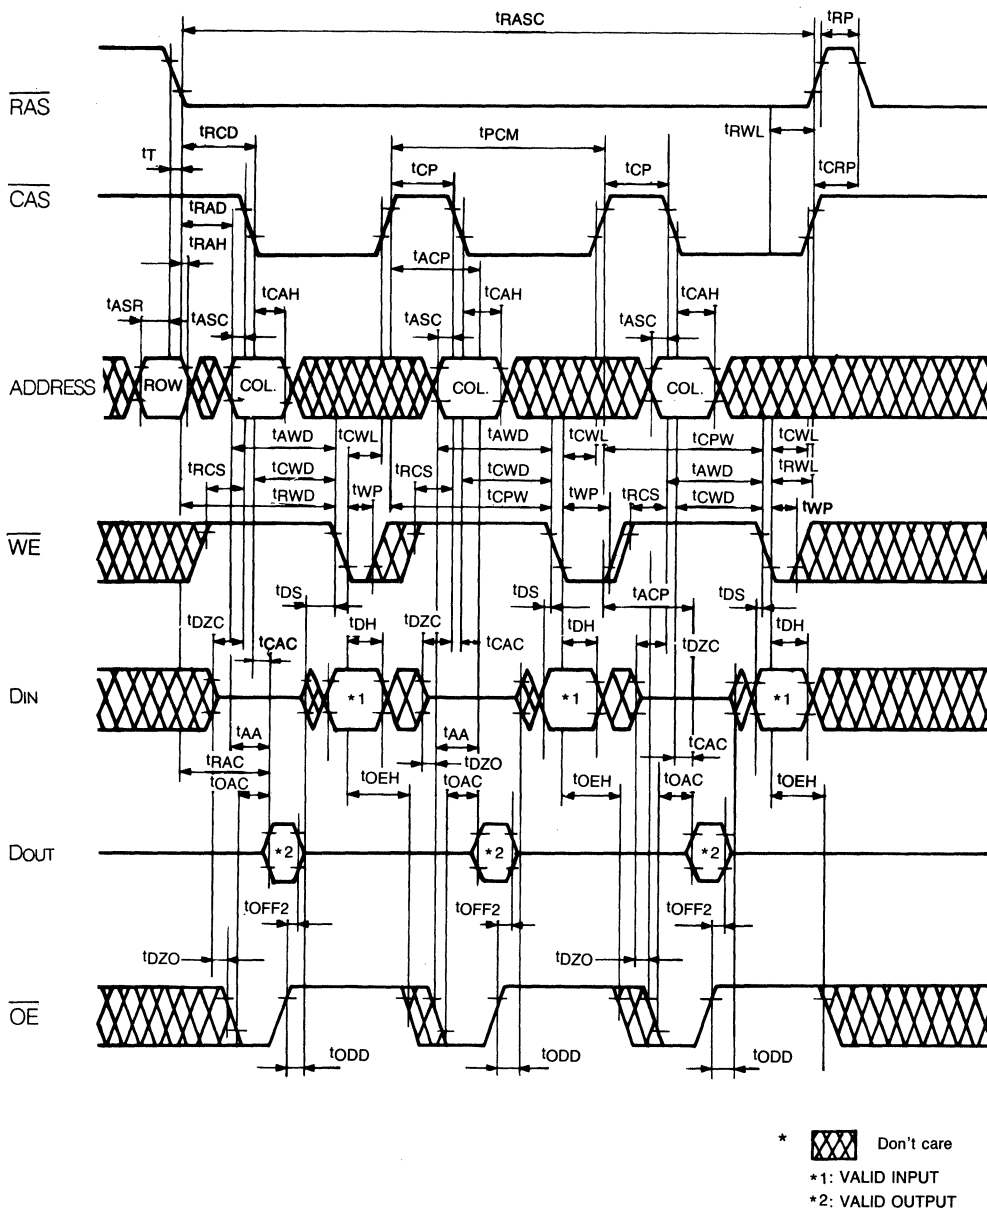 tRASC tRP
RAS
tRCD tPCM tRWL
tT tCP tCP tCRP
CAS
tRAD
tRAH tACP
tASR tASC tCAH tASC tCAH tASC tCAH
ADDRESS ROW COL. COL. COL.
tAWD tCWL tAWD tCWL tCPW tCWL
tRCS tCWD tRCS tCWD tAWD tRWL
tRWD tWP tCPW tWP tRCS tCWD tWP
WE
tDS tDS tACP tDS
tDZC tDH tDZC tDH tDZC tDH
tCAC tCAC
DIN *1 *1 *1
tAA tAA tCAC
tRAC tDZO
tOAC tOEH tOAC tOEH tOAC tOEH
DOUT *2 *2 *2
tOFF2 tOFF2 tOFF2
tDZO tDZO
OE
tODD tODD tODD
* Don't care
*1: VALID INPUT
*2: VALID OUTPUT